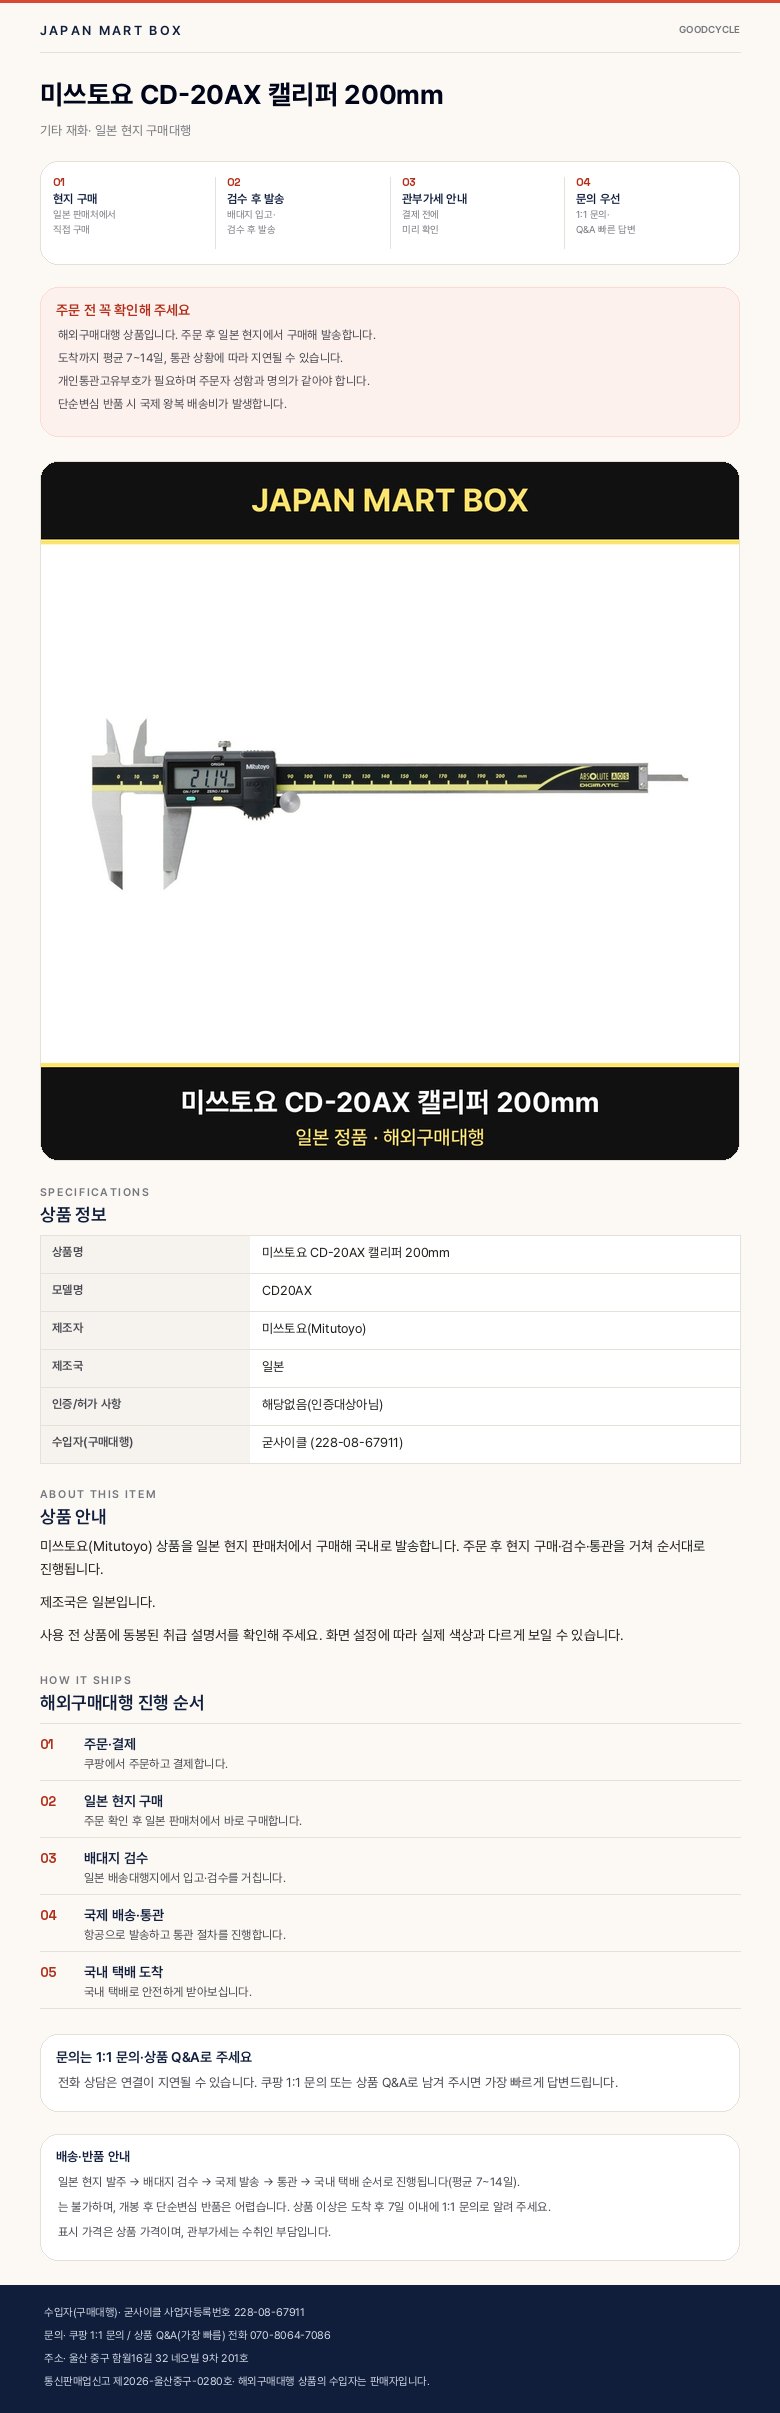 JAPAN MART BOX
GOODCYCLE
미쓰토요 CD-20AX 캘리퍼 200mm
기타 재화· 일본 현지 구매대행
01
현지 구매
일본 판매처에서
직접 구매
02
검수 후 발송
배대지 입고·
검수 후 발송
03
관부가세 안내
결제 전에
미리 확인
04
문의 우선
1:1 문의·
Q&A 빠른 답변
주문 전 꼭 확인해 주세요
해외구매대행 상품입니다. 주문 후 일본 현지에서 구매해 발송합니다.
도착까지 평균 7~14일, 통관 상황에 따라 지연될 수 있습니다.
개인통관고유부호가 필요하며 주문자 성함과 명의가 같아야 합니다.
단순변심 반품 시 국제 왕복 배송비가 발생합니다.
JAPAN MART BOX
ORIGIN
Mitutoyo
21.14
ON/OFF ZERO/ABS
0 10 20 90 100 110 120 130 140 150 160 170 180 190 200 mm
ABSOLUTE AOS
DIGIMATIC
미쓰토요 CD-20AX 캘리퍼 200mm
일본 정품 · 해외구매대행
SPECIFICATIONS
상품 정보
상품명 미쓰토요 CD-20AX 캘리퍼 200mm
모델명 CD20AX
제조자 미쓰토요(Mitutoyo)
제조국 일본
인증/허가 사항 해당없음(인증대상아님)
수입자(구매대행) 굳사이클 (228-08-67911)
ABOUT THIS ITEM
상품 안내
미쓰토요(Mitutoyo) 상품을 일본 현지 판매처에서 구매해 국내로 발송합니다. 주문 후 현지 구매·검수·통관을 거쳐 순서대로
진행됩니다.
제조국은 일본입니다.
사용 전 상품에 동봉된 취급 설명서를 확인해 주세요. 화면 설정에 따라 실제 색상과 다르게 보일 수 있습니다.
HOW IT SHIPS
해외구매대행 진행 순서
01 주문·결제
쿠팡에서 주문하고 결제합니다.
02 일본 현지 구매
주문 확인 후 일본 판매처에서 바로 구매합니다.
03 배대지 검수
일본 배송대행지에서 입고·검수를 거칩니다.
04 국제 배송·통관
항공으로 발송하고 통관 절차를 진행합니다.
05 국내 택배 도착
국내 택배로 안전하게 받아보십니다.
문의는 1:1 문의·상품 Q&A로 주세요
전화 상담은 연결이 지연될 수 있습니다. 쿠팡 1:1 문의 또는 상품 Q&A로 남겨 주시면 가장 빠르게 답변드립니다.
배송·반품 안내
일본 현지 발주 → 배대지 검수 → 국제 발송 → 통관 → 국내 택배 순서로 진행됩니다(평균 7~14일).
는 불가하며, 개봉 후 단순변심 반품은 어렵습니다. 상품 이상은 도착 후 7일 이내에 1:1 문의로 알려 주세요.
표시 가격은 상품 가격이며, 관부가세는 수취인 부담입니다.
수입자(구매대행)· 굳사이클 사업자등록번호 228-08-67911
문의· 쿠팡 1:1 문의 / 상품 Q&A(가장 빠름) 전화 070-8064-7086
주소· 울산 중구 함월16길 32 네오빌 9차 201호
통신판매업신고 제2026-울산중구-0280호· 해외구매대행 상품의 수입자는 판매자입니다.